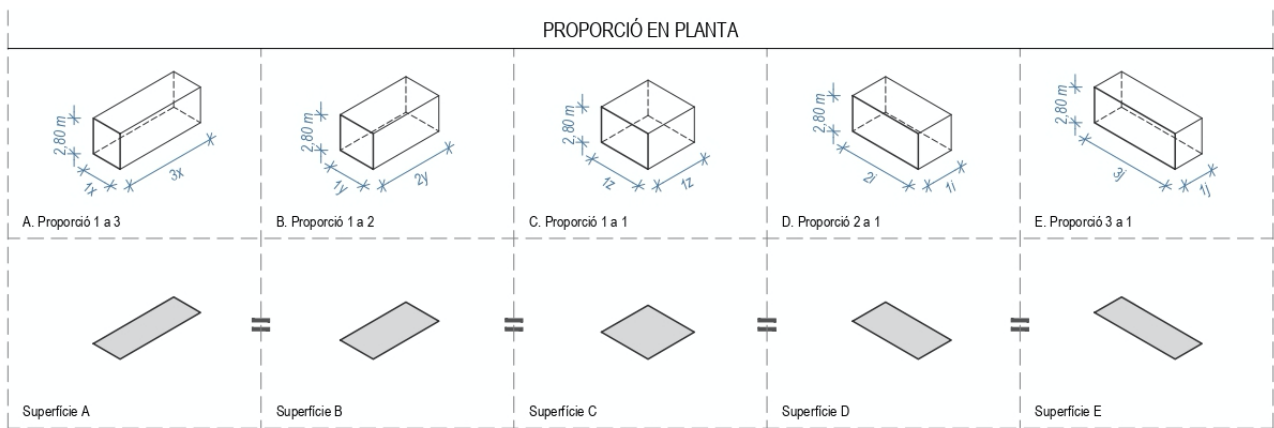 PROPORCIÓ EN PLANTA
2,80 m
1x
3x
A. Proporció 1 a 3
2,80 m
1y
2y
B. Proporció 1 a 2
2,80 m
1z
1z
C. Proporció 1 a 1
2,80 m
2i
1i
D. Proporció 2 a 1
2,80 m
3j
1j
E. Proporció 3 a 1
=
=
=
=
Superfície A
Superfície B
Superfície C
Superfície D
Superfície E